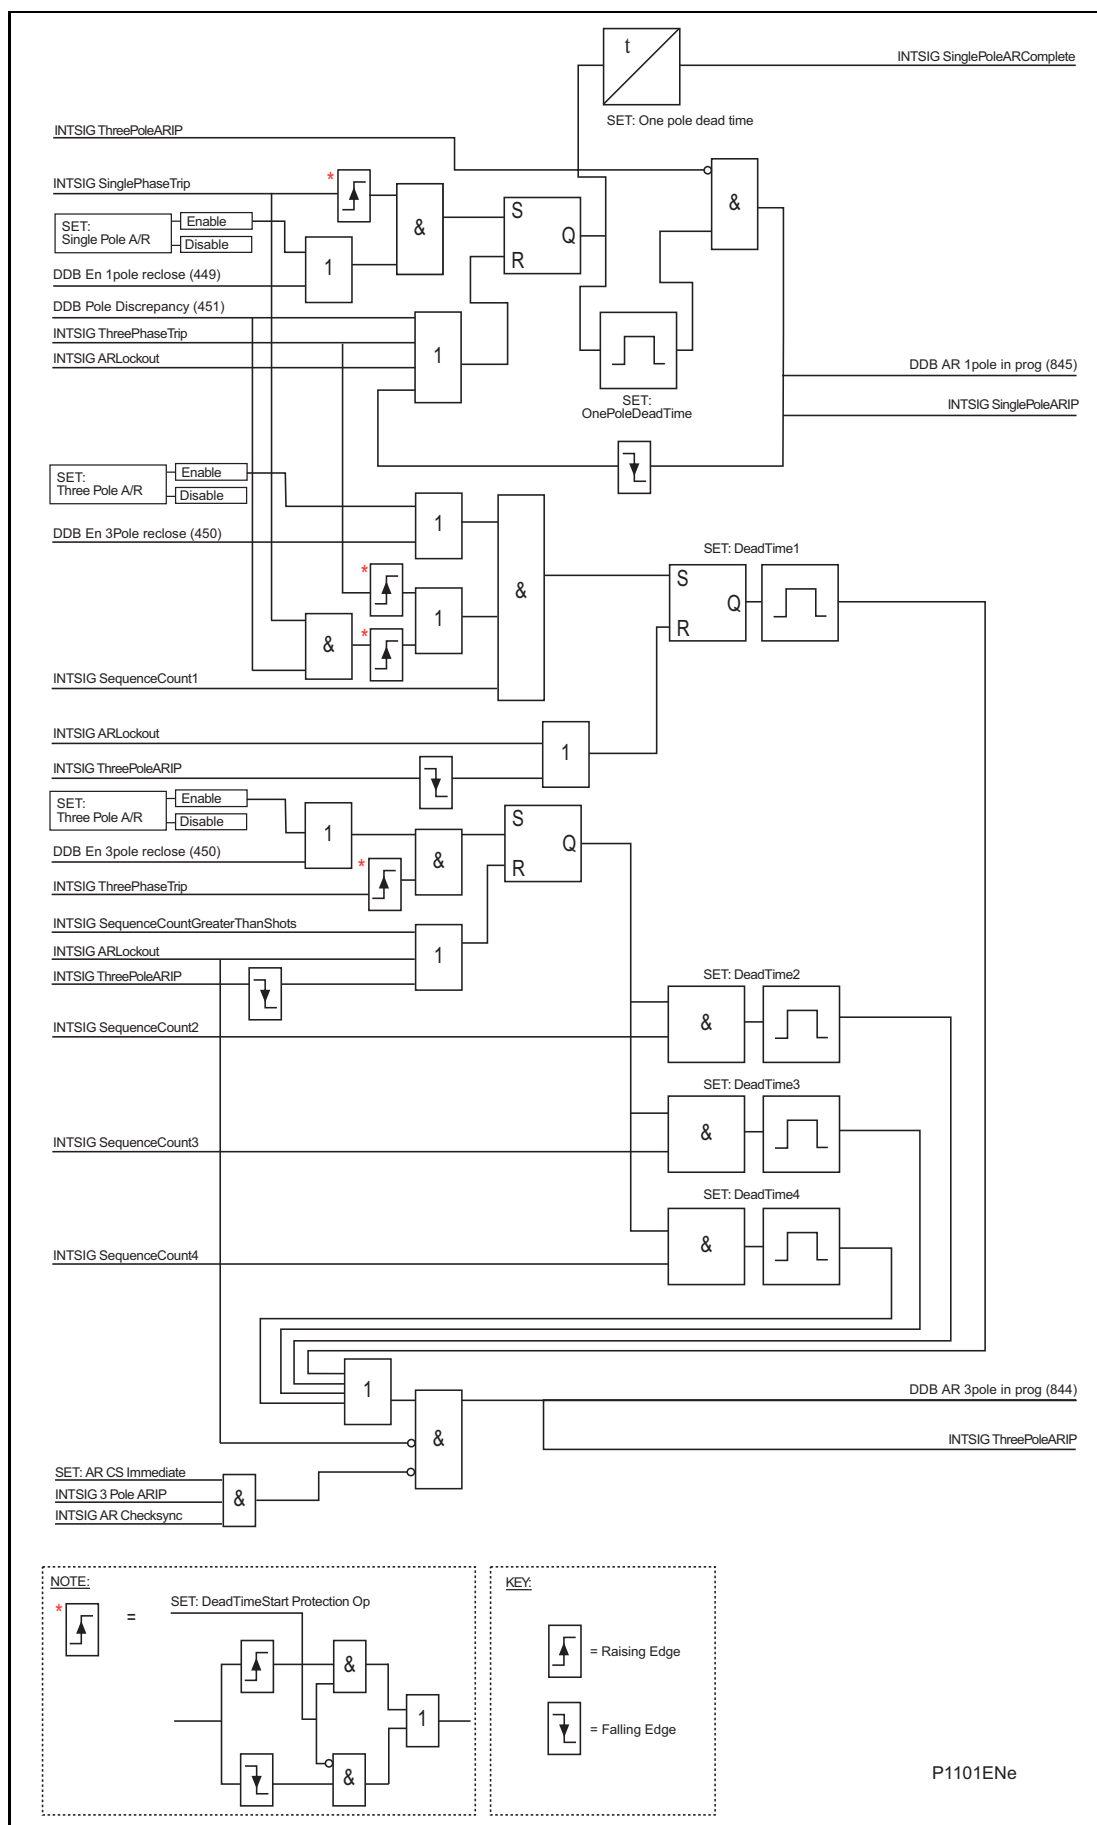 t
INTSIG SinglePoleARComplete
SET: One pole dead time
INTSIG ThreePoleARIP
INTSIG SinglePhaseTrip
*
&
SET:
Single Pole A/R
Enable
Disable
&
S
Q
R
1
DDB En 1pole reclose (449)
DDB Pole Discrepancy (451)
INTSIG ThreePhaseTrip
INTSIG ARLockout
1
SET:
OnePoleDeadTime
DDB AR 1pole in prog (845)
INTSIG SinglePoleARIP
SET:
Three Pole A/R
Enable
Disable
DDB En 3Pole reclose (450)
1
*
1
&
*
&
SET: DeadTime1
S
Q
R
INTSIG SequenceCount1
INTSIG ARLockout
1
INTSIG ThreePoleARIP
SET:
Three Pole A/R
Enable
Disable
1
S
Q
R
DDB En 3pole reclose (450)
*
&
INTSIG ThreePhaseTrip
INTSIG SequenceCountGreaterThanShots
INTSIG ARLockout
1
INTSIG ThreePoleARIP
SET: DeadTime2
&
INTSIG SequenceCount2
SET: DeadTime3
&
INTSIG SequenceCount3
SET: DeadTime4
&
INTSIG SequenceCount4
1
DDB AR 3pole in prog (844)
&
INTSIG ThreePoleARIP
SET: AR CS Immediate
INTSIG 3 Pole ARIP
INTSIG AR Checksync
&
NOTE:
*
=
SET: DeadTimeStart Protection Op
&
1
&
KEY:
= Raising Edge
= Falling Edge
P1101ENe